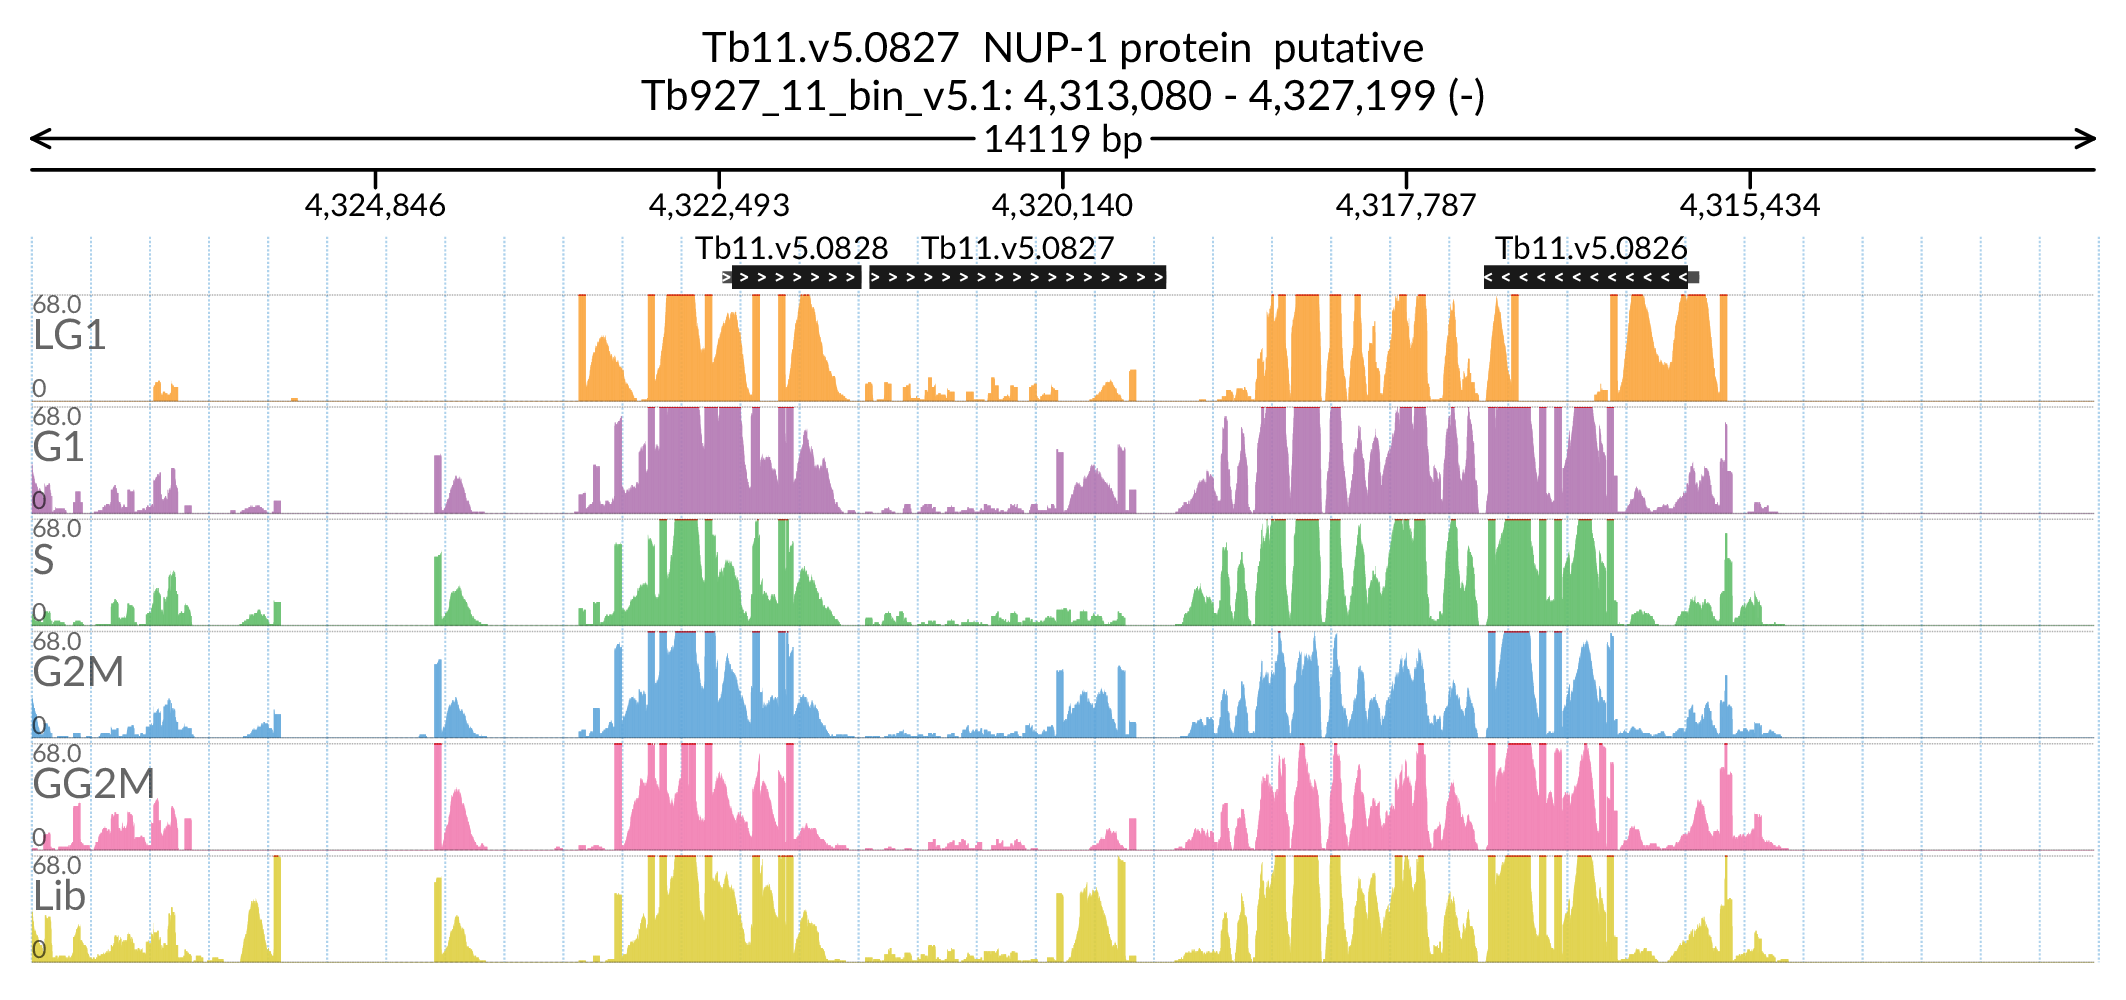 Tb11.v5.0827 NUP-1 protein putative
Tb927_11_bin_v5.1: 4,313,080 - 4,327,199 (-)
14119 bp
4,324,846 4,322,493 4,320,140 4,317,787 4,315,434
Tb11.v5.0828 Tb11.v5.0827 Tb11.v5.0826
68.0
LG1
0
68.0
G1
0
68.0
S
0
68.0
G2M
0
68.0
GG2M
0
68.0
Lib
0